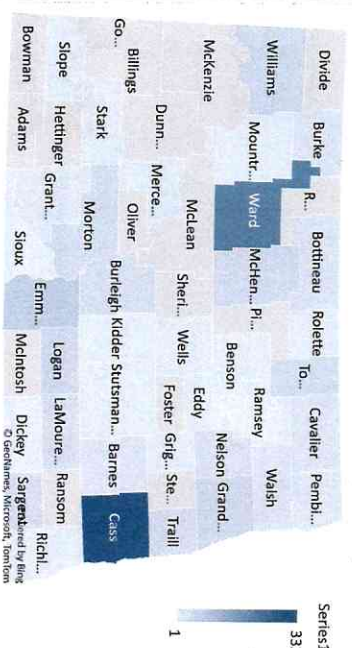 Divide
Burke
R...
Bottineau
Rolette
To...
Cavalier
Pembi...
Williams
Mountr...
Ward
McHen...
Pi...
Ramsey
Walsh
McKenzie
McLean
Sheri...
Wells
Benson
Eddy
Nelson
Grand...
Dunn...
Merce...
Oliver
Foster
Grig...
Ste...
Traill
Go...
Billings
Stark
Morton
Burleigh
Kidder
Stutsman...
Barnes
Cass
Slope
Hettinger
Grant...
Emm...
Logan
LaMoure...
Ransom
Richl...
Bowman
Adams
Sioux
McIntosh
Dickey
Sargent
ered by Bing
© GeoNames, Microsoft, TomTom
Series1
33
1